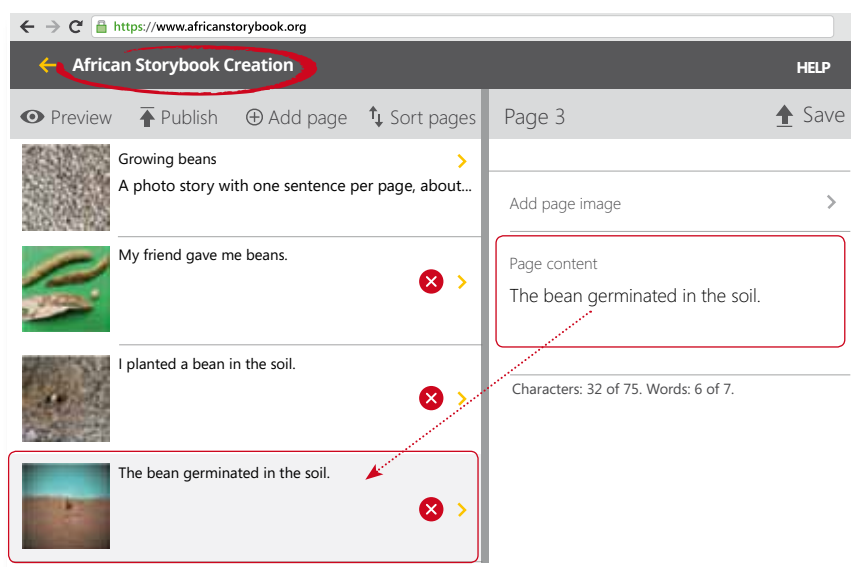 https://www.africanstorybook.org
African Storybook Creation
HELP
Preview
Publish
Add page
Sort pages
Page 3
Save
Growing beans
A photo story with one sentence per page, about...
My friend gave me beans.
I planted a bean in the soil.
The bean germinated in the soil.
Add page image
Page content
The bean germinated in the soil.
Characters: 32 of 75. Words: 6 of 7.